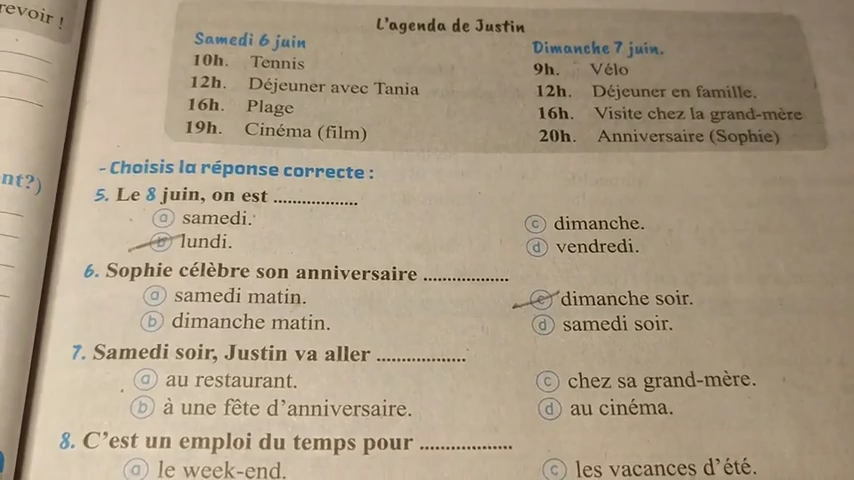 revoir !
L'agenda de Justin
Samedi 6 juin
10h. Tennis
12h. Déjeuner avec Tania
16h. Plage
19h. Cinéma (film)
Dimanche 7 juin.
9h. Vélo
12h. Déjeuner en famille.
16h. Visite chez la grand-mère
20h. Anniversaire (Sophie)
nt?)
- Choisis la réponse correcte :
5. Le 8 juin, on est ..................
a samedi.
c dimanche.
b lundi.
d vendredi.
6. Sophie célèbre son anniversaire ..................
a samedi matin.
c dimanche soir.
b dimanche matin.
d samedi soir.
7. Samedi soir, Justin va aller ..................
a au restaurant.
c chez sa grand-mère.
b à une fête d'anniversaire.
d au cinéma.
8. C'est un emploi du temps pour ..................
a le week-end.
c les vacances d'été.